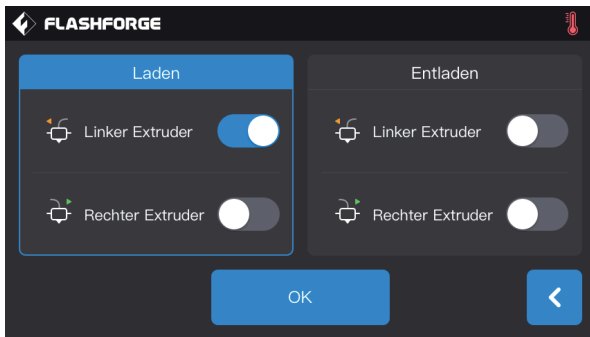 FLASHFORGE
Laden
Linker Extruder
Rechter Extruder
Entladen
Linker Extruder
Rechter Extruder
OK